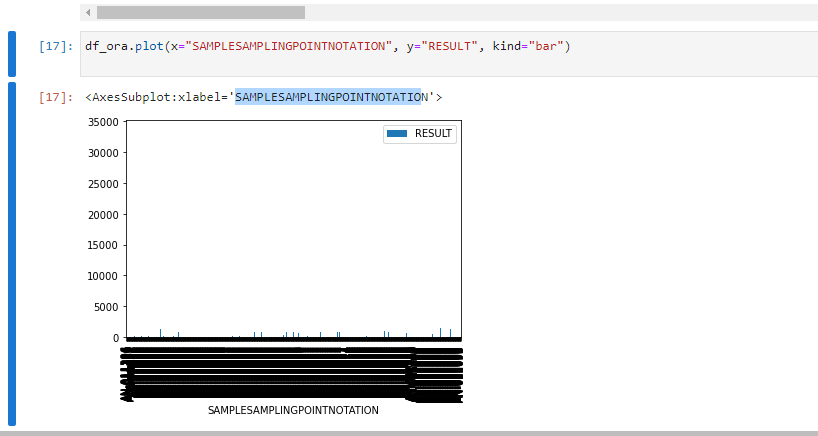 [17]: df_ora.plot(x="SAMPLESAMPLINGPOINTNOTATION", y="RESULT", kind="bar")
[17]: <AxesSubplot:xlabel='SAMPLESAMPLINGPOINTNOTATION'>
RESULT
35000
30000
25000
20000
15000
10000
5000
0
SAMPLESAMPLINGPOINTNOTATION